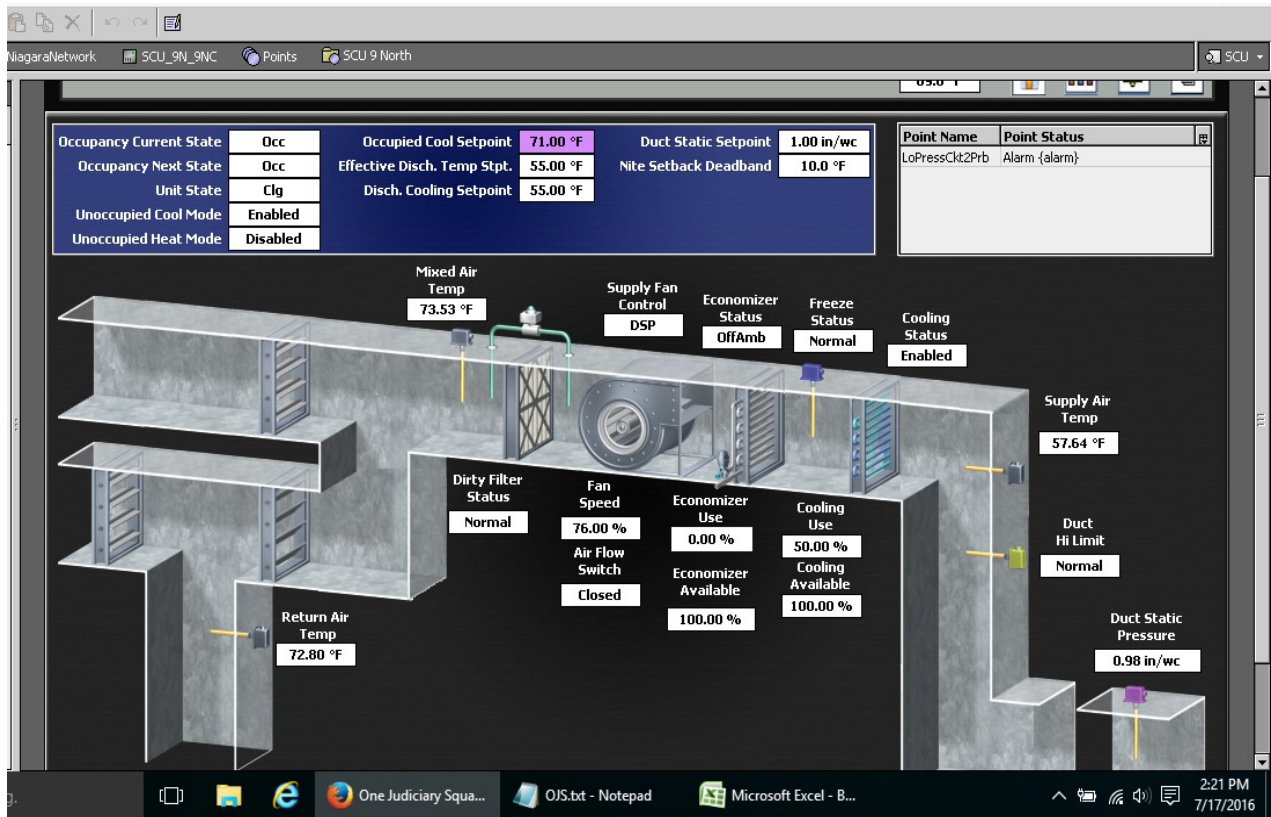 NiagaraNetwork SCU_9N_9NC Points SCU 9 North SCU
Occupancy Current State Occ
Occupancy Next State Occ
Unit State Clg
Unoccupied Cool Mode Enabled
Unoccupied Heat Mode Disabled
Occupied Cool Setpoint 71.00 °F
Effective Disch. Temp Stpt. 55.00 °F
Disch. Cooling Setpoint 55.00 °F
Duct Static Setpoint 1.00 in/wc
Nite Setback Deadband 10.0 °F
Point Name Point Status
LoPressCkt2Prb Alarm {alarm}
Mixed Air
Temp
73.53 °F
Supply Fan
Control
DSP
Economizer
Status
OffAmb
Freeze
Status
Normal
Cooling
Status
Enabled
Supply Air
Temp
57.64 °F
Dirty Filter
Status
Normal
Fan
Speed
76.00 %
Air Flow
Switch
Closed
Economizer
Use
0.00 %
Economizer
Available
100.00 %
Cooling
Use
50.00 %
Cooling
Available
100.00 %
Duct
Hi Limit
Normal
Return Air
Temp
72.80 °F
Duct Static
Pressure
0.98 in/wc
One Judiciary Squa... OJS.txt - Notepad Microsoft Excel - B...
2:21 PM
7/17/2016